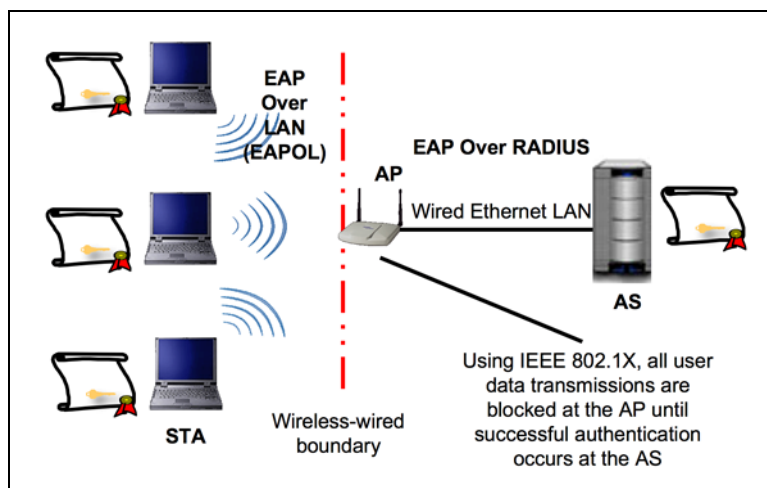 EAP
Over
LAN
(EAPOL)
EAP Over RADIUS
AP
Wired Ethernet LAN
AS
STA
Wireless-wired
boundary
Using IEEE 802.1X, all user
data transmissions are
blocked at the AP until
successful authentication
occurs at the AS